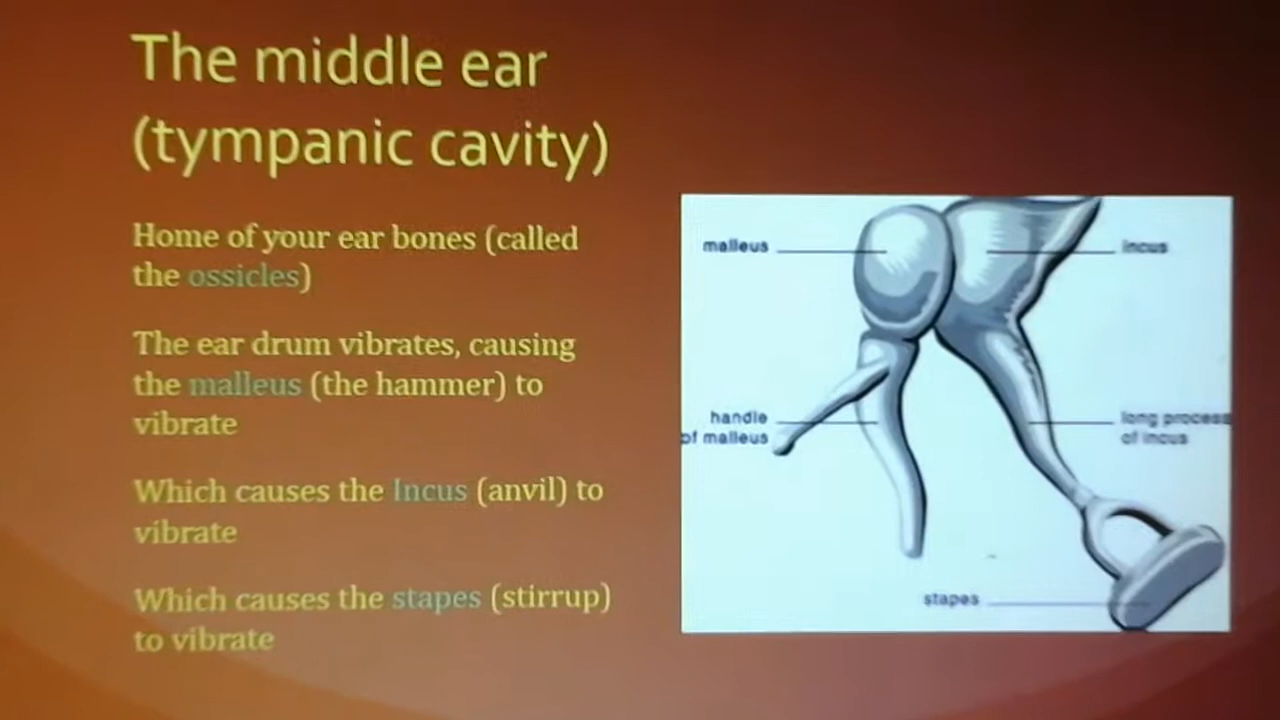 The middle ear
(tympanic cavity)
Home of your ear bones (called
the ossicles)
The ear drum vibrates, causing
the malleus (the hammer) to
vibrate
Which causes the Incus (anvil) to
vibrate
Which causes the stapes (stirrup)
to vibrate
malleus
incus
handle
of malleus
long process
of incus
stapes